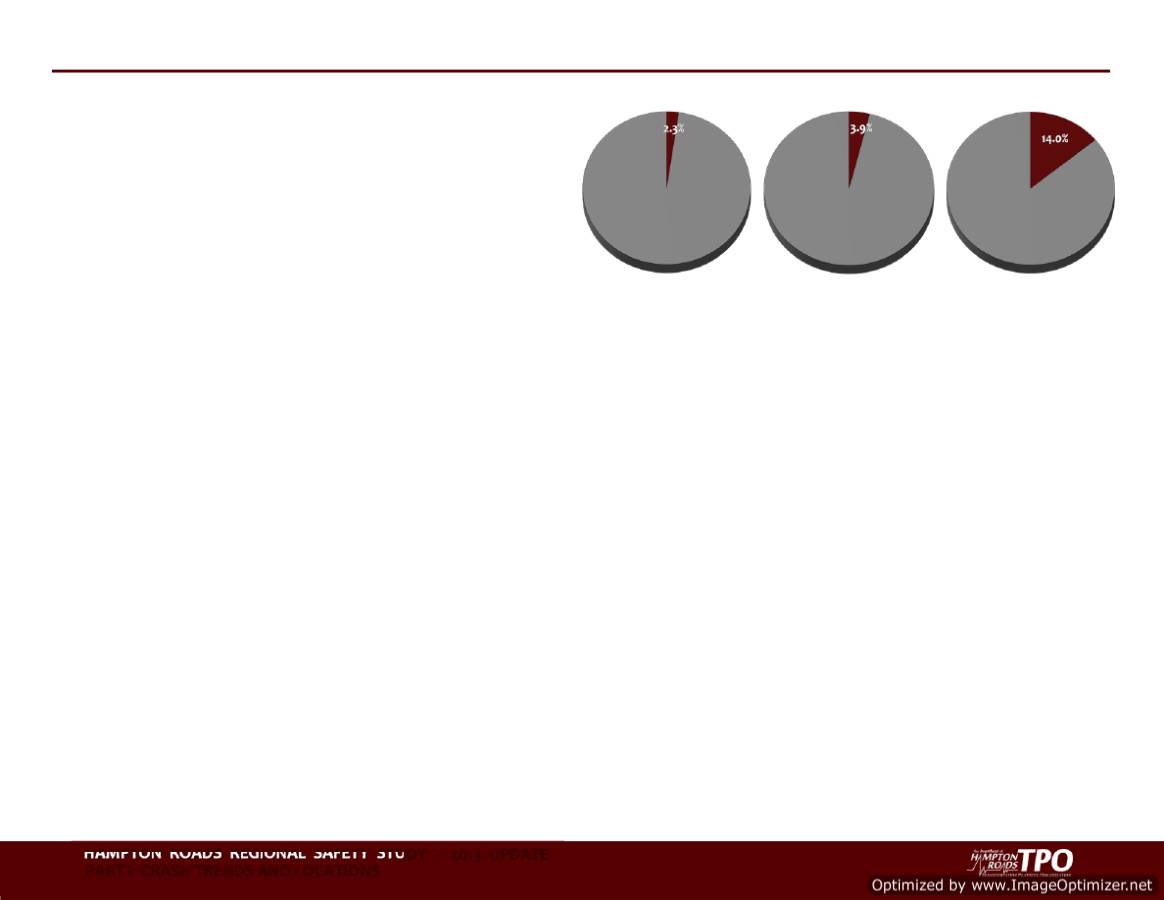 2.3%
3.9%
14.0%
HAMPTON ROADS REGIONAL SAFETY STUDY 2013 UPDATE
PART I: CRASH TRENDS AND LOCATIONS
HAMPTON
ROADS TPO
Optimized by www.ImageOptimizer.net